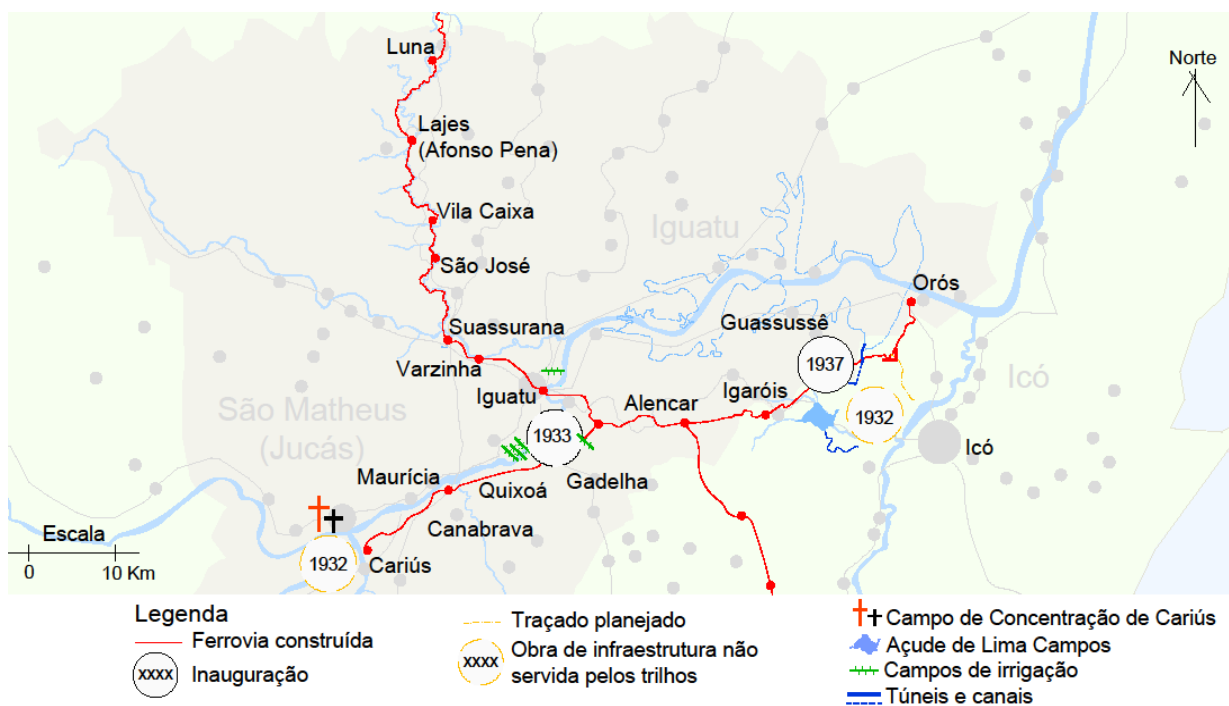 Luna
Norte
Lajes
(Afonso Pena)
Vila Caixa
Iguatu
São José
Orós
Suassurana
Guassussê
Varzinha
1937
Icó
Iguatu
Igaróis
Alencar
São Matheus
(Jucás)
1932
1933
Icó
Maurícia
Quixoá
Gadelha
Canabrava
Escala
1932
Cariús
0
10 Km
Legenda
Ferrovia construída
XXXX
Inauguração
Traçado planejado
XXXX
Obra de infraestrutura não
servida pelos trilhos
Campo de Concentração de Cariús
Açude de Lima Campos
Campos de irrigação
Túneis e canais